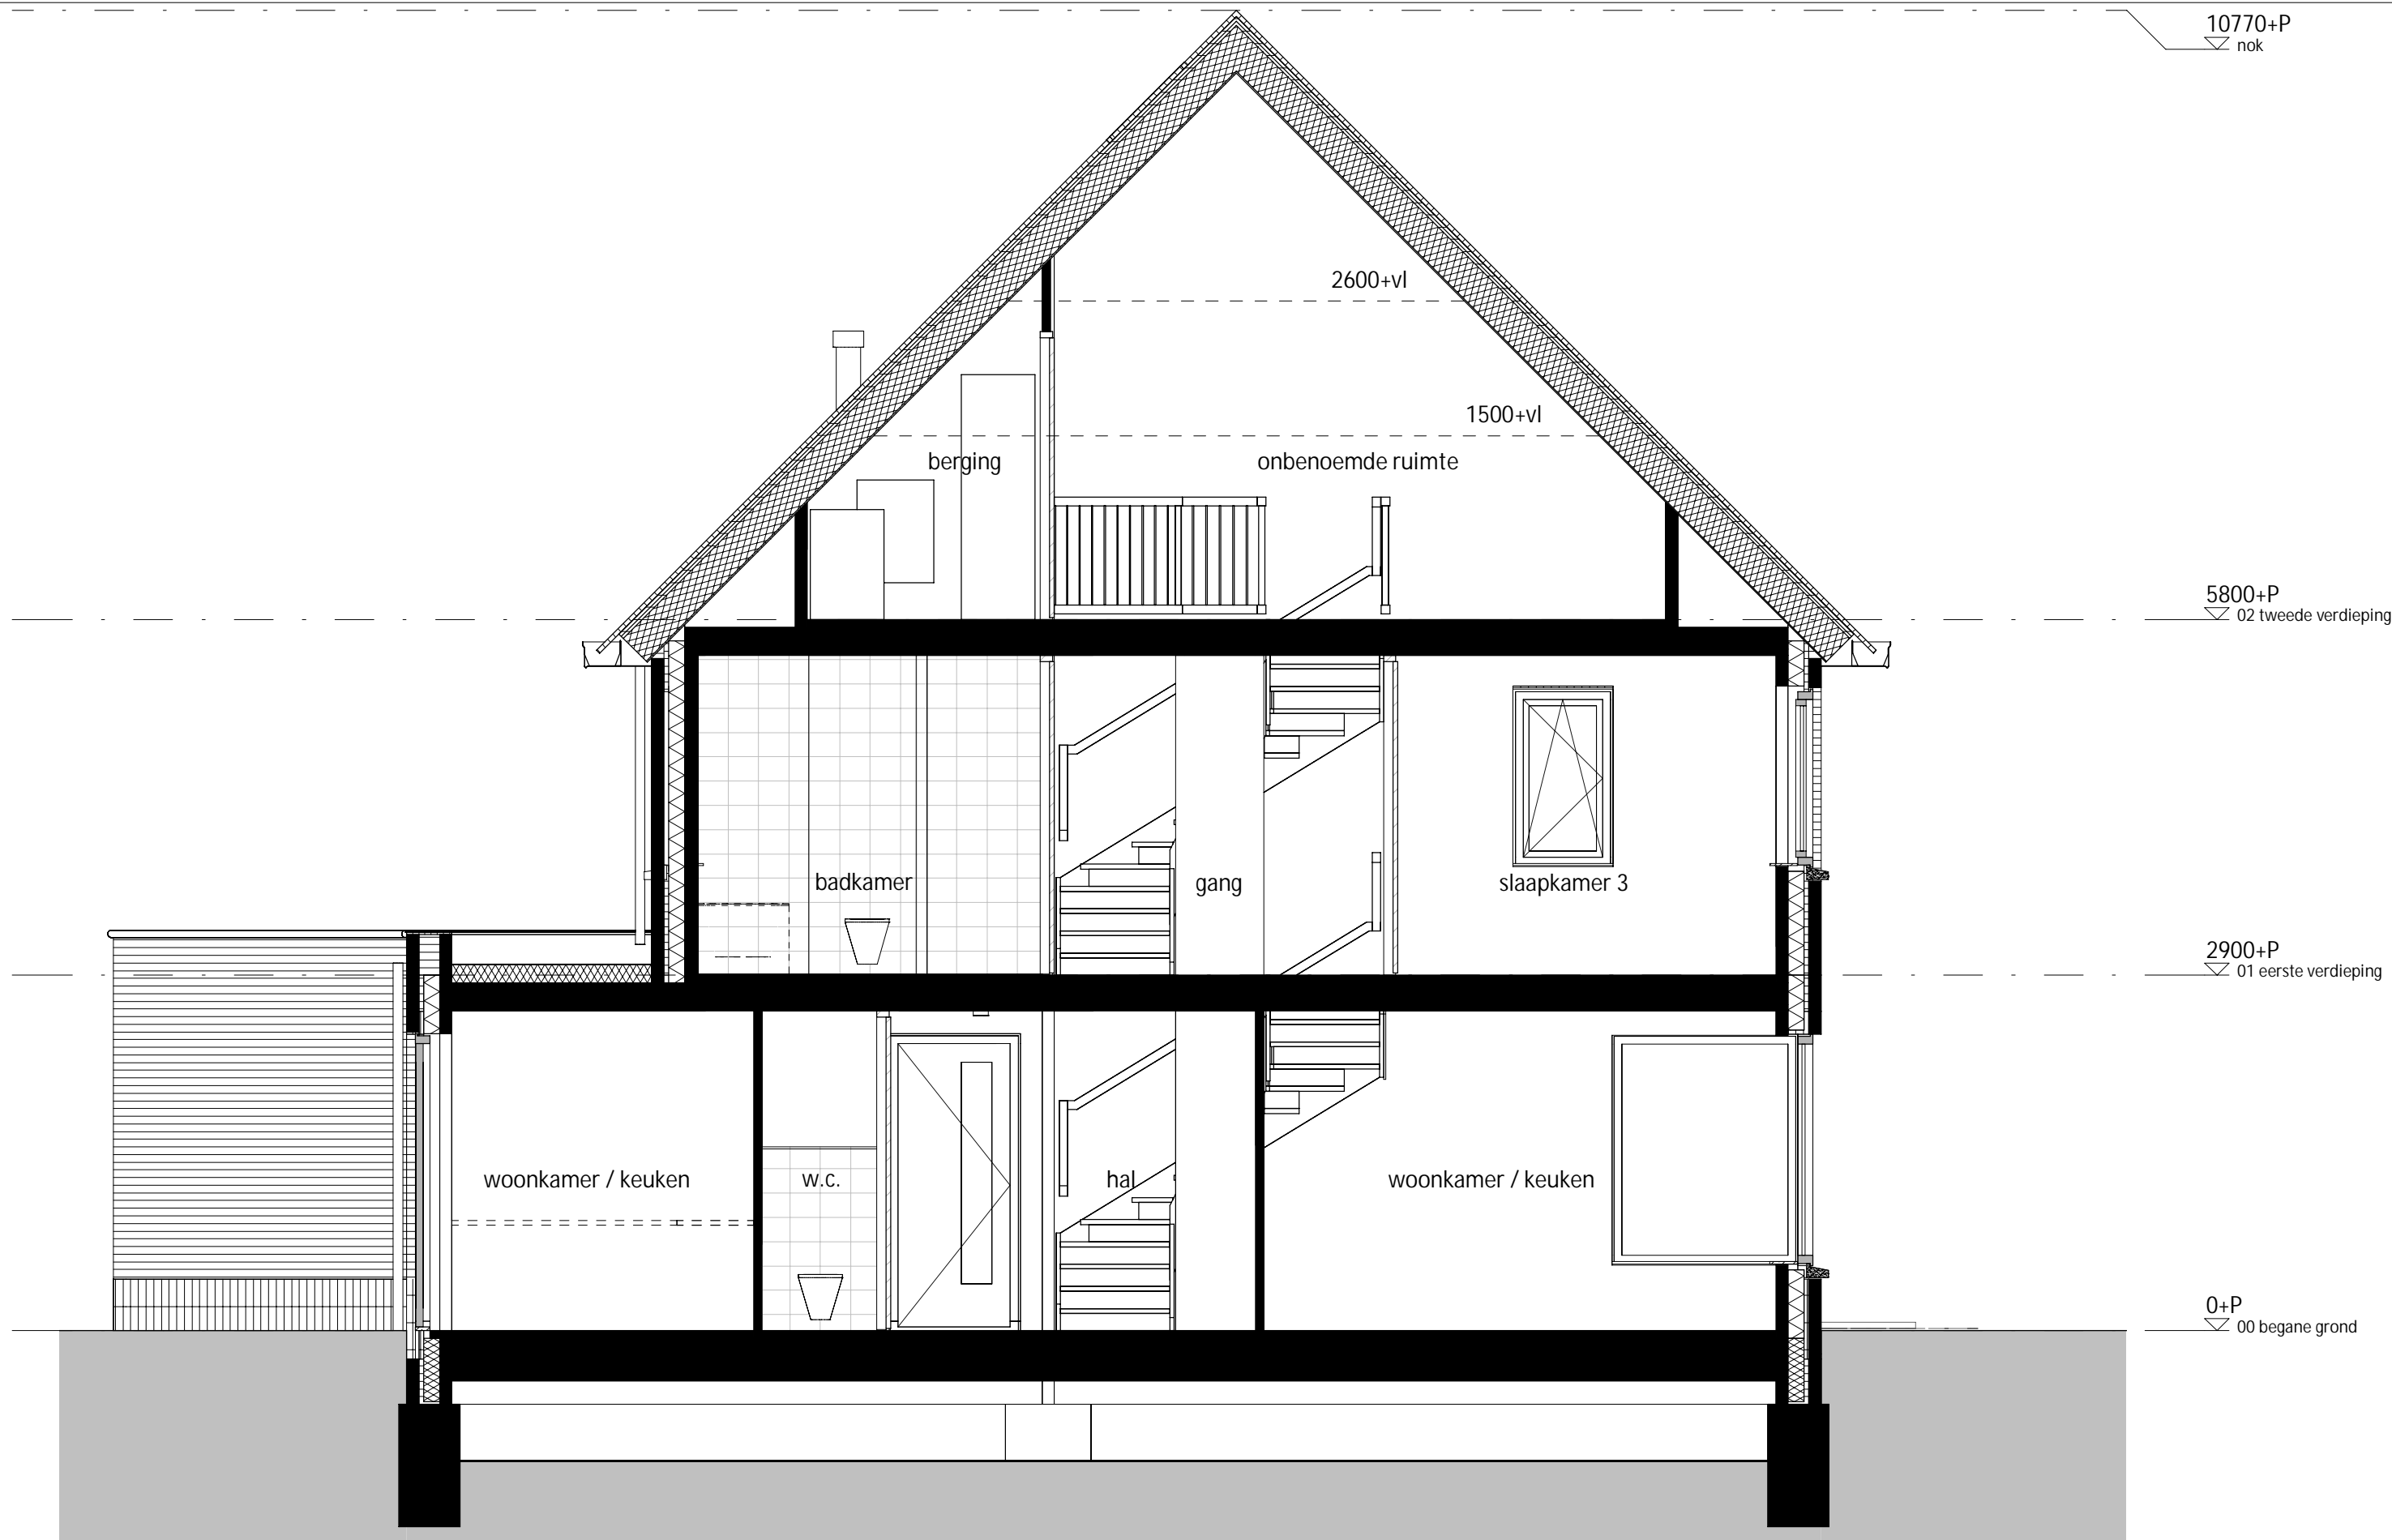 10770+P
nok
2600+vl
1500+vl
berging
onbenoemde ruimte
5800+P
02 tweede verdieping
badkamer
gang
slaapkamer 3
2900+P
01 eerste verdieping
woonkamer / keuken
w.c.
hal
woonkamer / keuken
0+P
00 begane grond